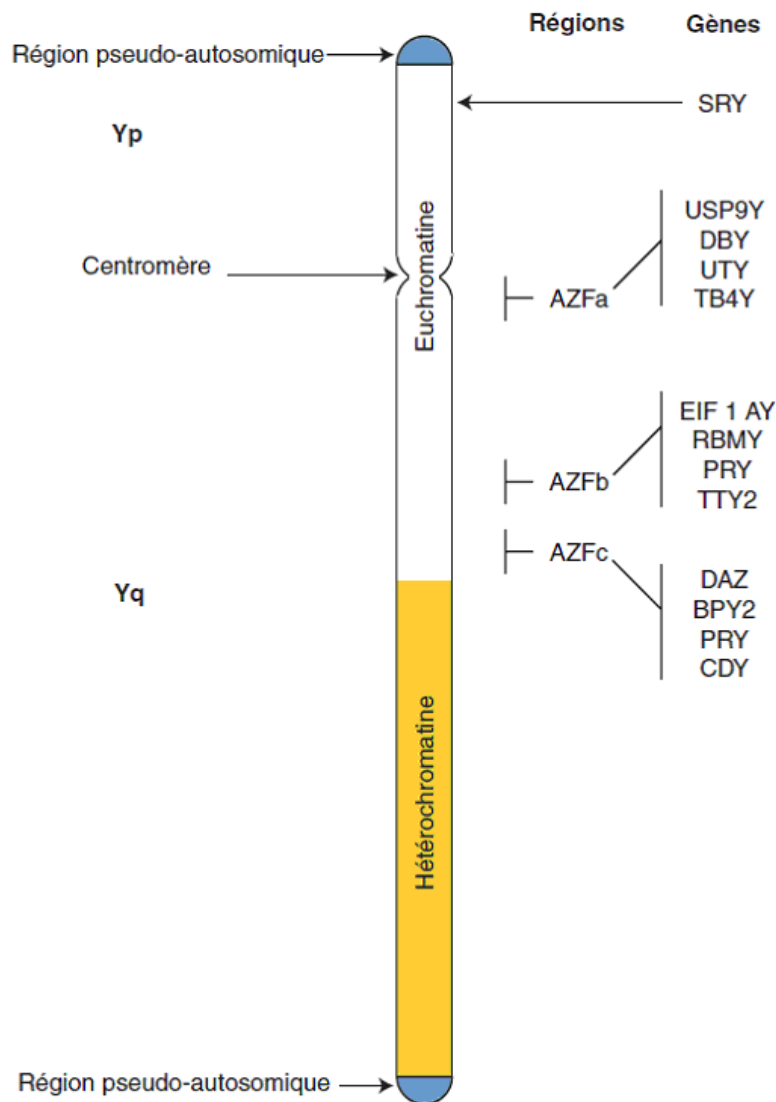 Régions Gènes
Région pseudo-autosomique
SRY
Yp
USP9Y
DBY
UTY
TB4Y
Centromère
Euchromatine
AZFa
EIF 1 AY
RBMY
PRY
TTY2
AZFb
AZFc
DAZ
BPY2
PRY
CDY
Yq
Hétérochromatine
Région pseudo-autosomique